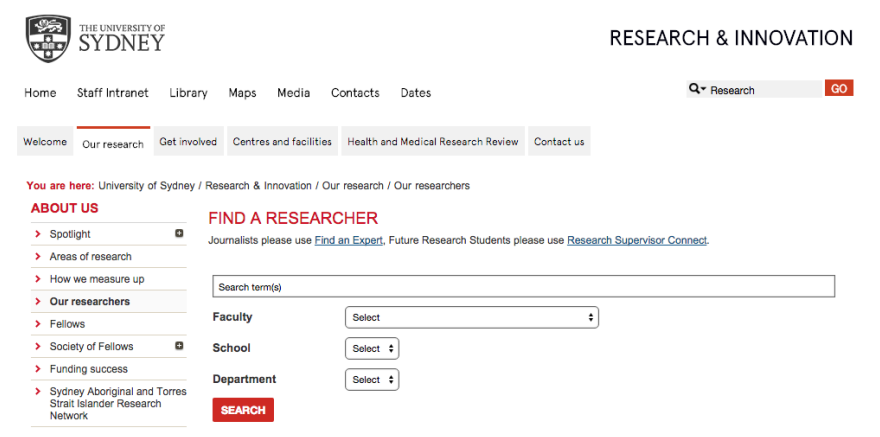 THE UNIVERSITY OF
SYDNEY
RESEARCH & INNOVATION
Home Staff Intranet Library Maps Media Contacts Dates
Research GO
Welcome Our research Get involved Centres and facilities Health and Medical Research Review Contact us
You are here: University of Sydney / Research & Innovation / Our research / Our researchers
ABOUT US
Spotlight
Areas of research
How we measure up
Our researchers
Fellows
Society of Fellows
Funding success
Sydney Aboriginal and Torres
Strait Islander Research
Network
FIND A RESEARCHER
Journalists please use Find an Expert, Future Research Students please use Research Supervisor Connect.
Search term(s)
Faculty Select
School Select
Department Select
SEARCH